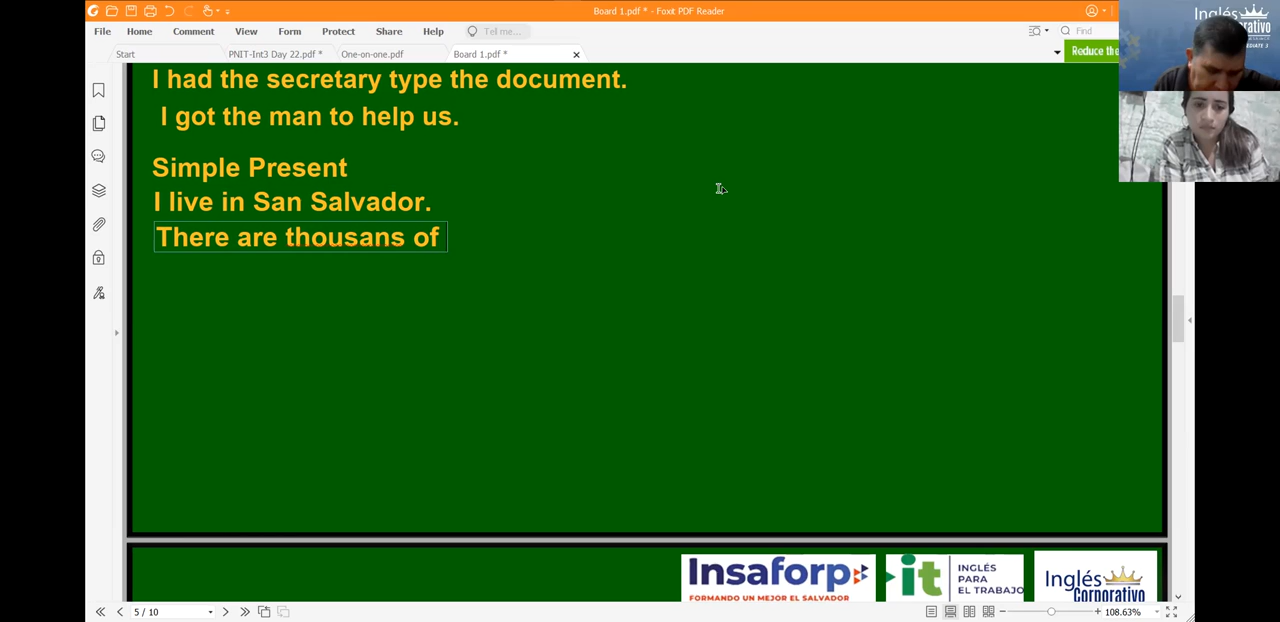 Board 1.pdf * - Foxit PDF Reader
File Home Comment View Form Protect Share Help Tell me... Find
Start PNIT-Int3 Day 22.pdf * One-on-one.pdf Board 1.pdf * Reduce the
I had the secretary type the document.
I got the man to help us.
Simple Present
I live in San Salvador.
There are thousans of
Insaforp
FORMANDO UN MEJOR EL SALVADOR
it
INGLÉS
PARA
EL TRABAJO
Inglés
Corporativo
5 / 10
108.63%
Inglés